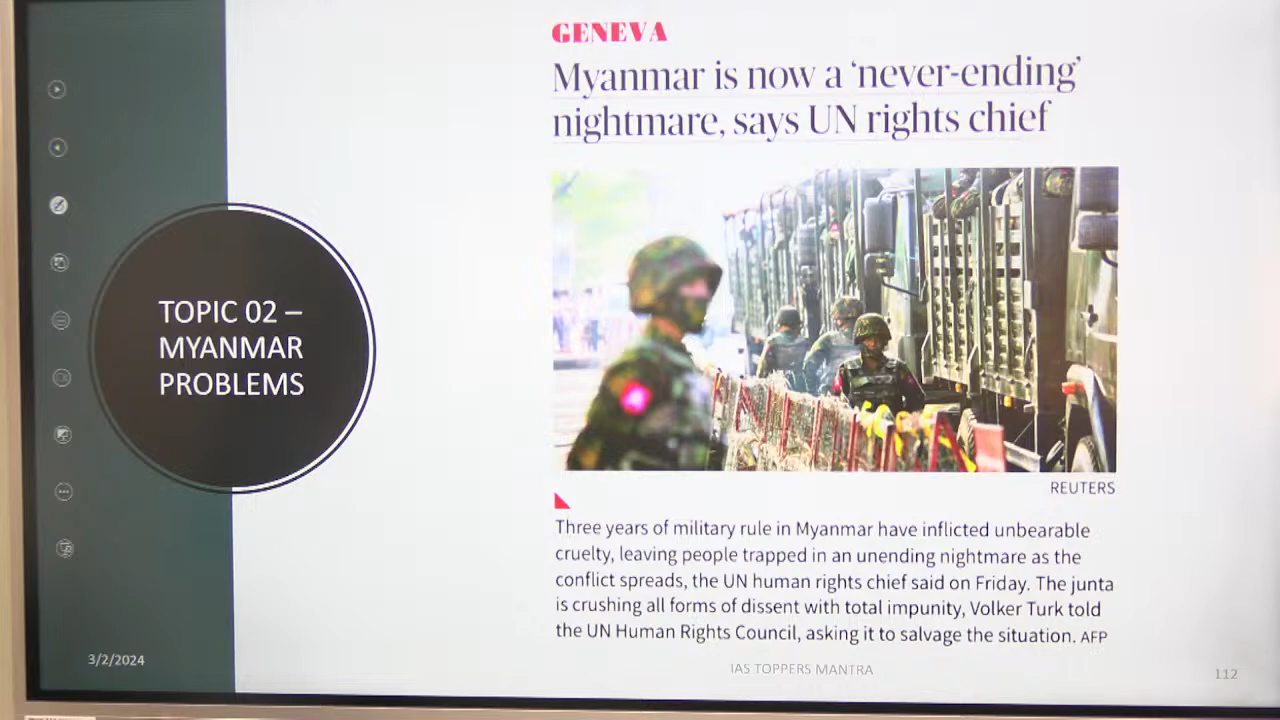 GENEVA
Myanmar is now a ‘never-ending’
nightmare, says UN rights chief
TOPIC 02 –
MYANMAR
PROBLEMS
REUTERS
Three years of military rule in Myanmar have inflicted unbearable
cruelty, leaving people trapped in an unending nightmare as the
conflict spreads, the UN human rights chief said on Friday. The junta
is crushing all forms of dissent with total impunity, Volker Turk told
the UN Human Rights Council, asking it to salvage the situation. AFP
3/2/2024
IAS TOPPERS MANTRA
112